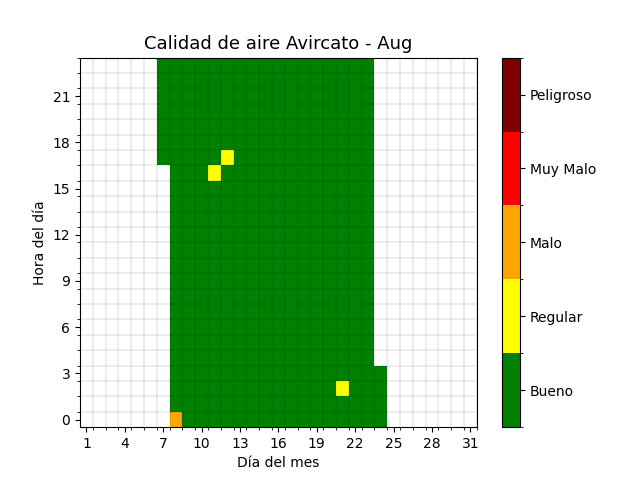 Calidad de aire Avircato - Aug
Hora del día
21
18
15
12
9
6
3
0
1 4 7 10 13 16 19 22 25 28 31
Día del mes
Peligroso
Muy Malo
Malo
Regular
Bueno